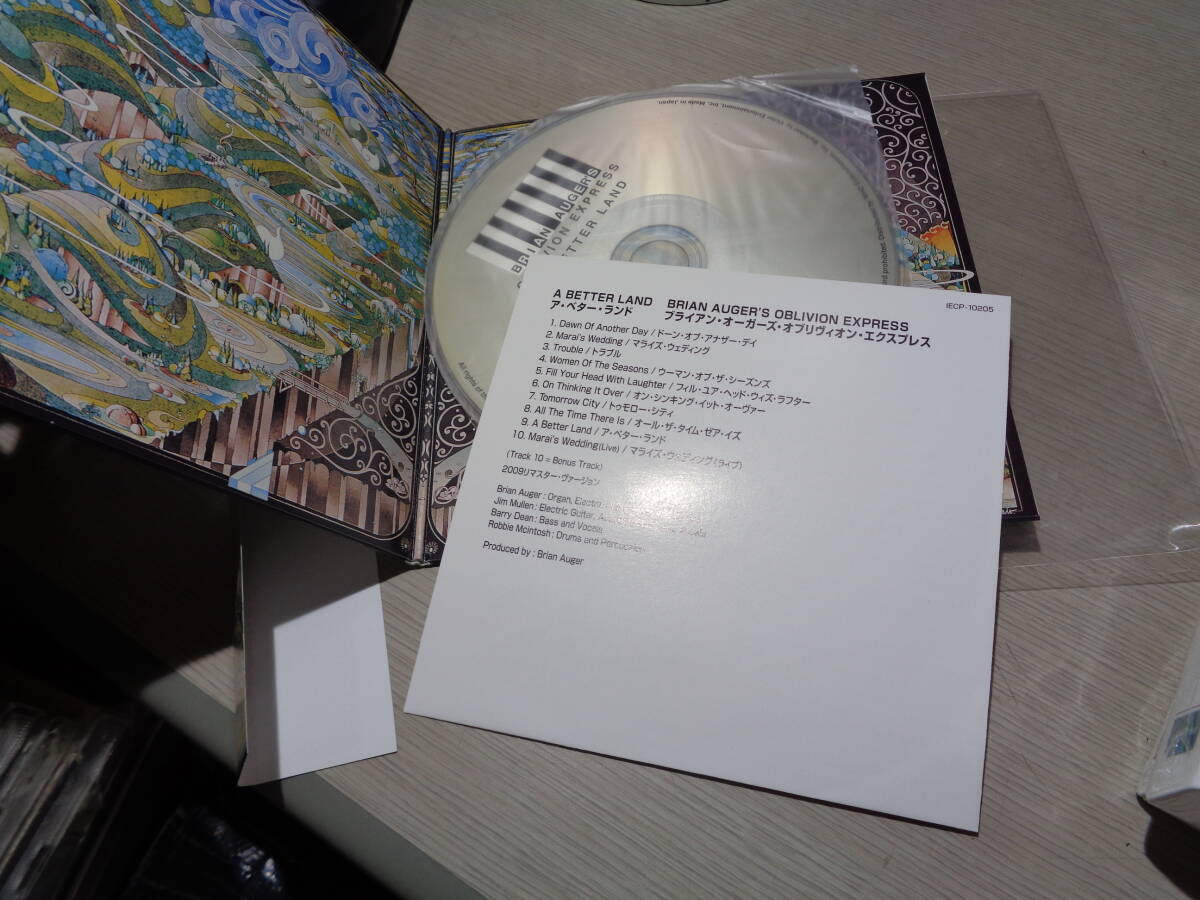 BRIAN AUGER'S
OBLIVION EXPRESS
BETTER LAND
Entertainment, Inc. Made in Japan.
All rights of
prohibited.
A BETTER LAND BRIAN AUGER'S OBLIVION EXPRESS
ア・ベター・ランド ブライアン・オーガーズ・オブリヴィオン・エクスプレス
IECP-10205
1. Dawn Of Another Day / ドーン・オブ・アナザー・デイ
2. Marai's Wedding / マライズ・ウェディング
3. Trouble / トラブル
4. Women Of The Seasons / ウーマン・オブ・ザ・シーズンズ
5. Fill Your Head With Laughter / フィル・ユア・ヘッド・ウィズ・ラフター
6. On Thinking It Over / オン・シンキング・イット・オーヴァー
7. Tomorrow City / トゥモロー・シティ
8. All The Time There Is / オール・ザ・タイム・ゼア・イズ
9. A Better Land / ア・ベター・ランド
10. Marai's Wedding(Live) / マライズ・ウェディング(ライブ)
(Track 10 = Bonus Track)
2009リマスター・ヴァージョン
Brian Auger : Organ, Electric
Jim Mullen : Electric Guitar,
Barry Dean : Bass and Vocals
Robbie McIntosh : Drums and Percussion
Produced by : Brian Auger